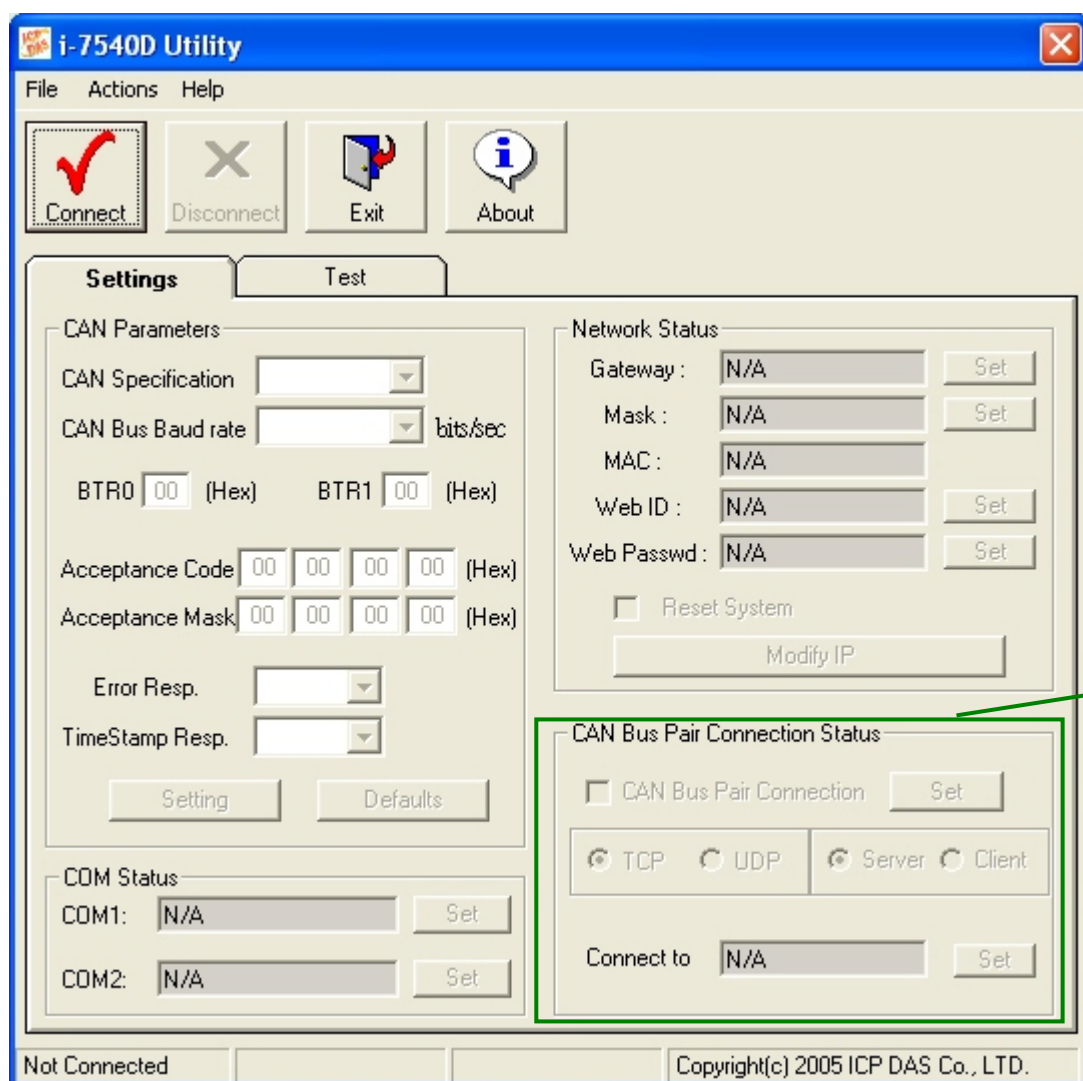 i-7540D Utility
File Actions Help
Connect Disconnect Exit About
Settings Test
CAN Parameters
CAN Specification
CAN Bus Baud rate bits/sec
BTR0 00 (Hex) BTR1 00 (Hex)
Acceptance Code 00 00 00 00 (Hex)
Acceptance Mask 00 00 00 00 (Hex)
Error Resp.
TimeStamp Resp.
Setting Defaults
COM Status
COM1: N/A Set
COM2: N/A Set
Network Status
Gateway : N/A Set
Mask : N/A Set
MAC : N/A
Web ID : N/A Set
Web Passwd : N/A Set
Reset System
Modify IP
CAN Bus Pair Connection Status
CAN Bus Pair Connection Set
TCP UDP Server Client
Connect to N/A Set
Not Connected Copyright(c) 2005 ICP DAS Co., LTD.